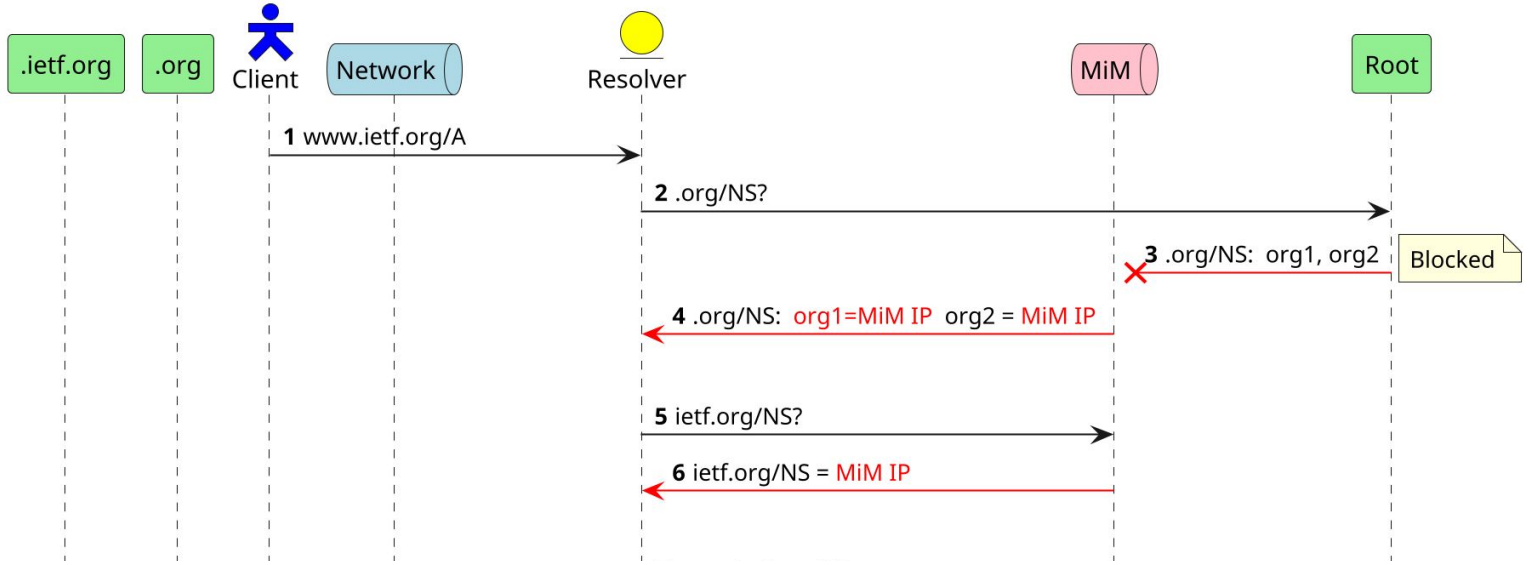 .ietf.org
.org
Client
Network
Resolver
MiM
Root
1 www.ietf.org/A
2 .org/NS?
3 .org/NS:  org1, org2
Blocked
4 .org/NS:  org1=MiM IP  org2 = MiM IP
5 ietf.org/NS?
6 ietf.org/NS = MiM IP